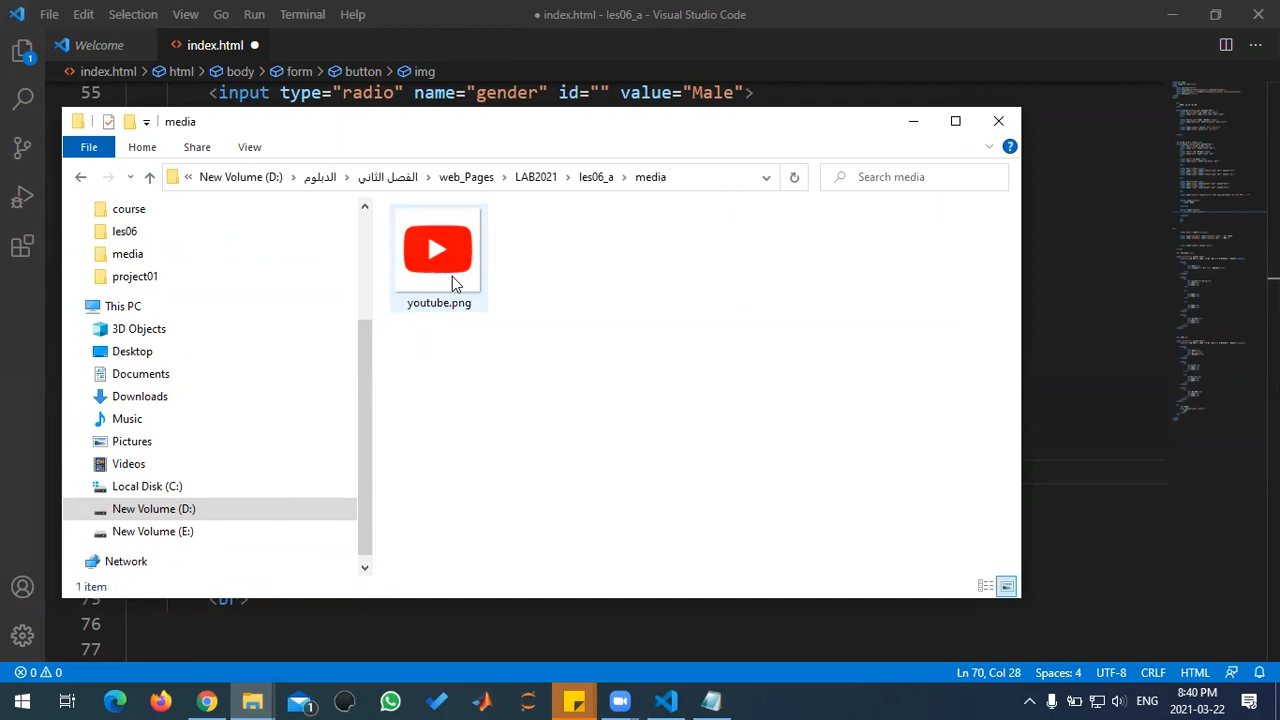 File Edit Selection View Go Run Terminal Help ● index.html - les06_a - Visual Studio Code
1 Welcome index.html ●
index.html > html > body > form > button > img
55 <input type="radio" name="gender" id="" value="Male">
media
File Home Share View
« New Volume (D:) › الدبلوم › الفصل الثاني › web_Pages › LAB2021 › les06_a › media Search media
course
les06
media
project01
This PC
3D Objects
Desktop
Documents
Downloads
Music
Pictures
Videos
Local Disk (C:)
New Volume (D:)
New Volume (E:)
Network
youtube.png
1 item
75 <br>
76
77
0 0 Ln 70, Col 28 Spaces: 4 UTF-8 CRLF HTML
1 ENG 8:40 PM
2021-03-22